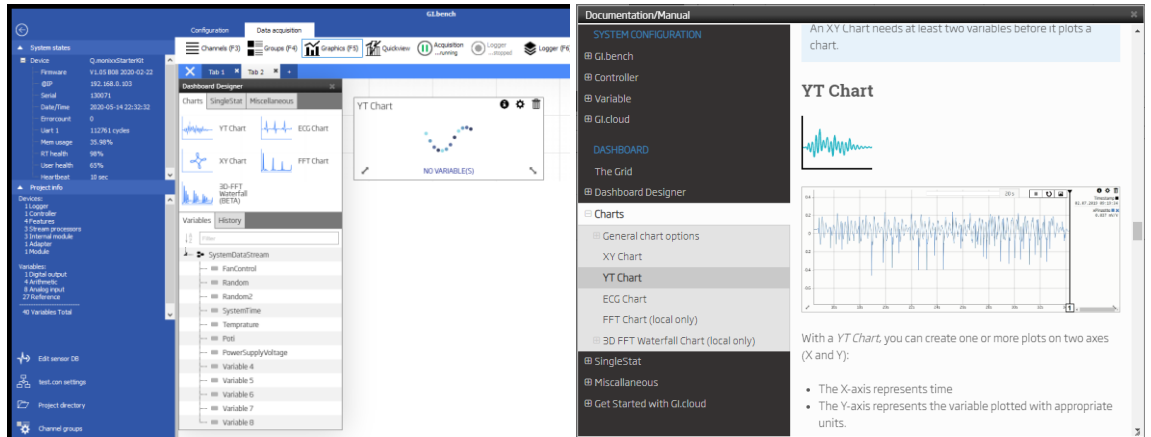 GI.bench
Configuration
Data acquisition
Channels (F3)
Groups (F4)
Graphics (F5)
Quickview
Acquisition
...running
Logger
...stopped
Logger (F6)
System states
Device Q.monixxStarterKit
Firmware V1.05 B08 2020-02-22
@IP 192.168.0.103
Serial 130071
Date/Time 2020-05-14 22:32:32
Errorcount 0
Uart 1 112761 cycles
Mem usage 35.98%
RT health 98%
User health 65%
Heartbeat 10 sec
Project info
Devices:
1 Logger
1 Controller
4 Features
3 Stream processors
3 Internal module
1 Adapter
1 Module
Variables:
1 Digital output
4 Arithmetic
8 Analog input
27 Reference
40 Variables Total
Edit sensor DB
test.con settings
Project directory
Channel groups
Tab 1
Tab 2
+
Dashboard Designer
Charts
SingleStat
Miscellaneous
YT Chart
ECG Chart
XY Chart
FFT Chart
3D-FFT
Waterfall
(BETA)
Variables
History
Filter
SystemDataStream
FanControl
Random
Random2
SystemTime
Temprature
Poti
PowerSupplyVoltage
Variable 4
Variable 5
Variable 6
Variable 7
Variable 8
YT Chart
NO VARIABLE(S)
Documentation/Manual
SYSTEM CONFIGURATION
GI.bench
Controller
Variable
GI.cloud
DASHBOARD
The Grid
Dashboard Designer
Charts
General chart options
XY Chart
YT Chart
ECG Chart
FFT Chart (local only)
3D FFT Waterfall Chart (local only)
SingleStat
Miscellaneous
Get Started with GI.cloud
An XY Chart needs at least two variables before it plots a
chart.
YT Chart
20 s
Timestamp
With a YT Chart, you can create one or more plots on two axes
(X and Y):
• The X-axis represents time
• The Y-axis represents the variable plotted with appropriate
units.